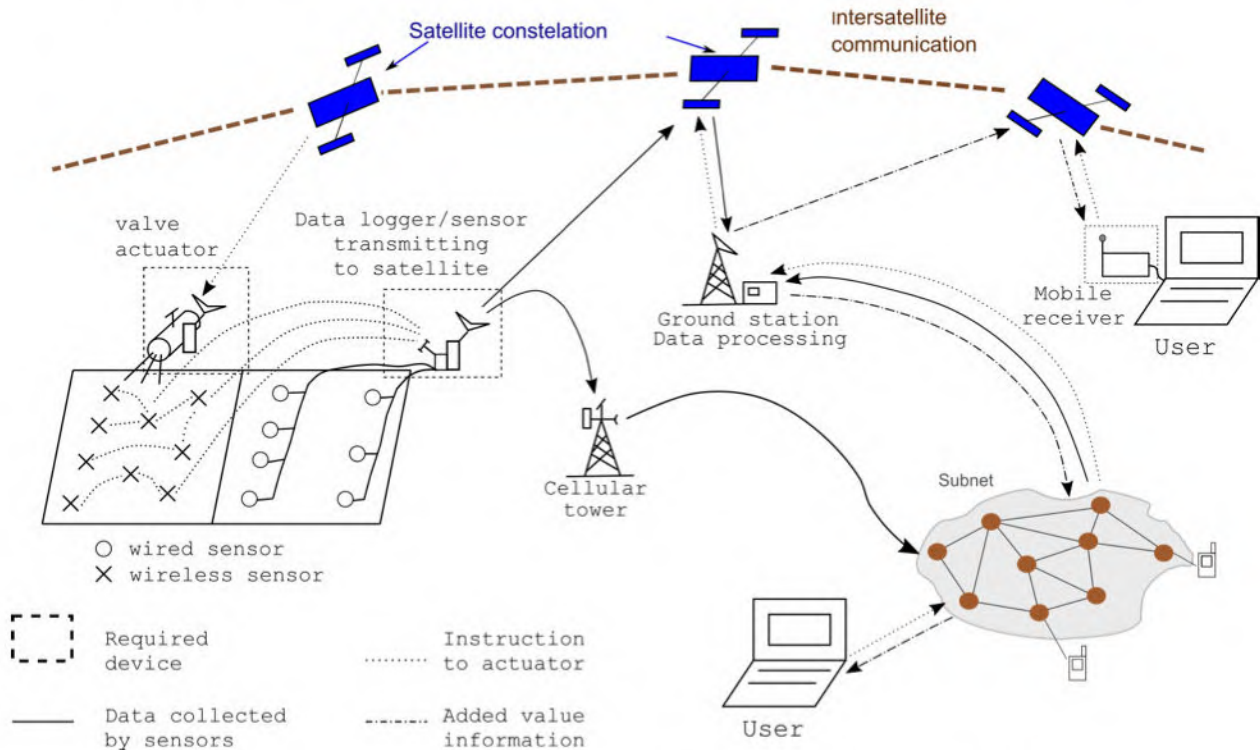 Satellite constelation
Intersatellite
communication
valve
actuator
Data logger/sensor
transmitting
to satellite
Ground station
Data processing
Mobile
receiver
User
Cellular
tower
Subnet
wired sensor
wireless sensor
Required
device
Instruction
to actuator
Data collected
by sensors
Added value
information
User